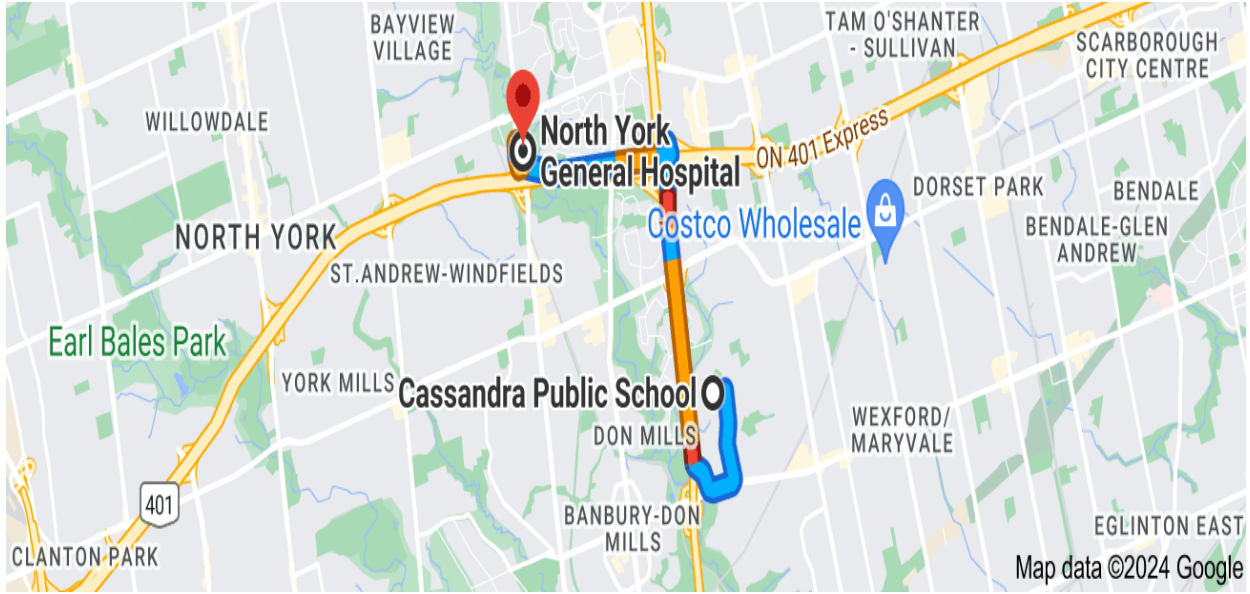 BAYVIEW
VILLAGE
TAM O'SHANTER
- SULLIVAN
SCARBOROUGH
CITY CENTRE
WILLOWDALE
North York
General Hospital
ON 401 Express
DORSET PARK
BENDALE
Costco Wholesale
BENDALE-GLEN
ANDREW
NORTH YORK
ST.ANDREW-WINDFIELDS
Earl Bales Park
YORK MILLS
Cassandra Public School
DON MILLS
WEXFORD/
MARYVALE
401
BANBURY-DON
MILLS
EGLINTON EAST
CLANTON PARK
Map data ©2024 Google